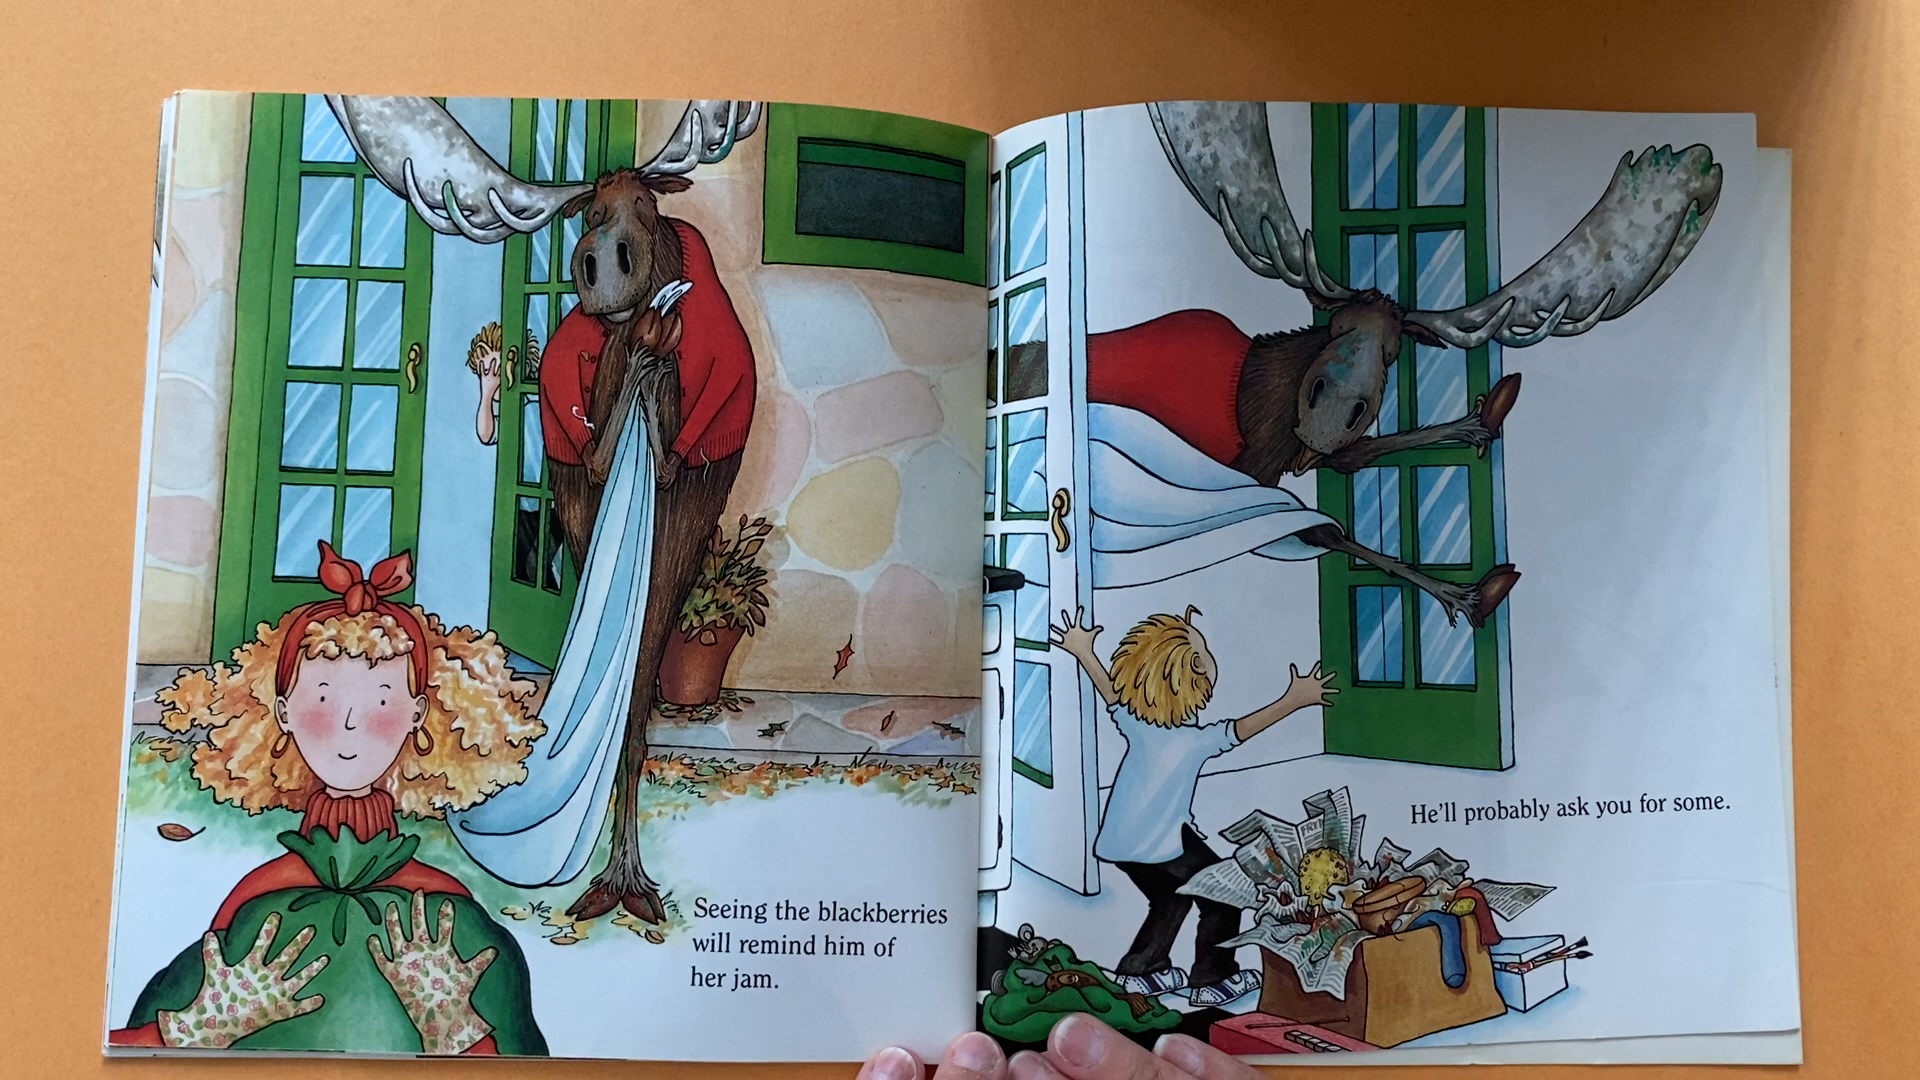 Seeing the blackberries
will remind him of
her jam.
He'll probably ask you for some.